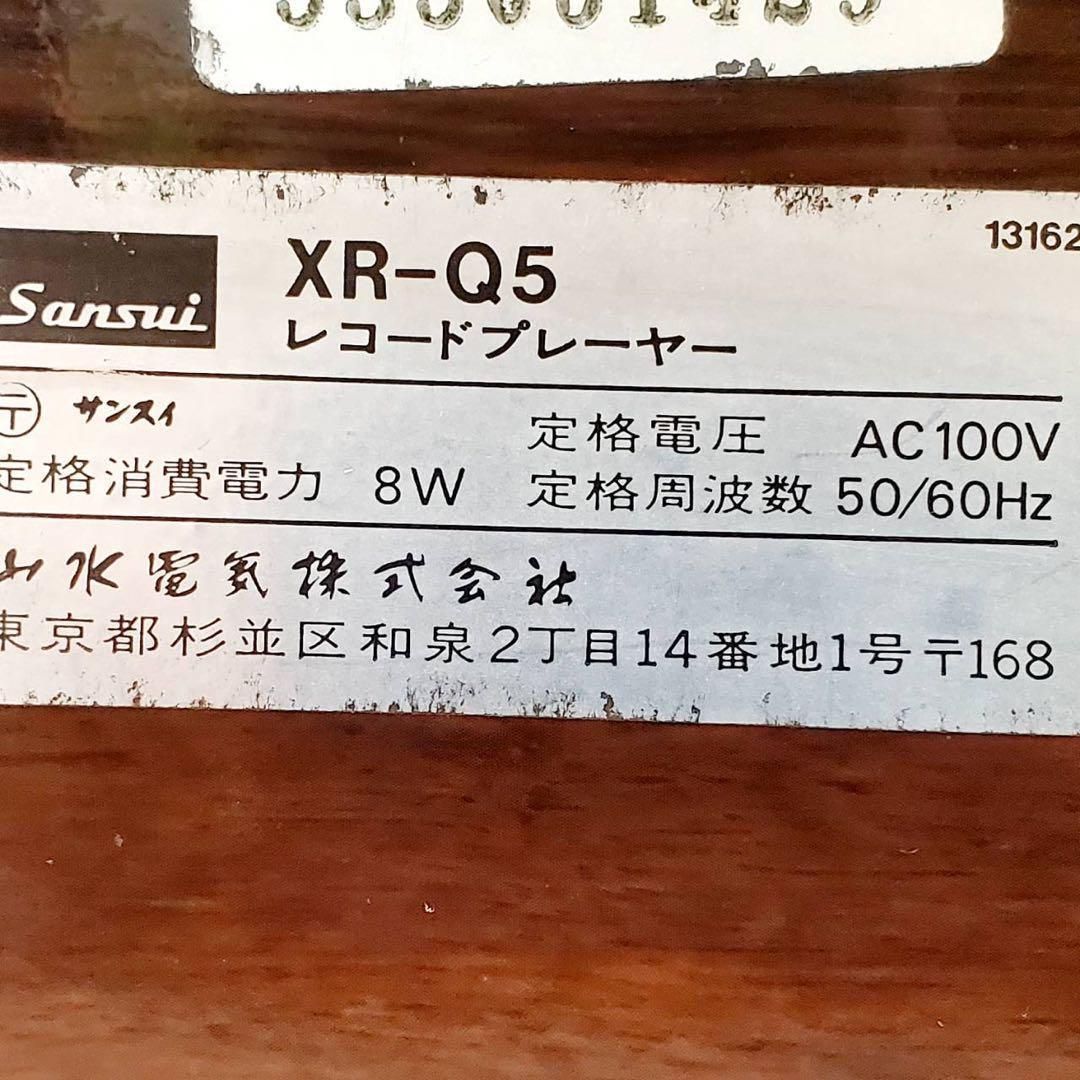 Sansui
XR-Q5
13162
レコードプレーヤー
〒 サンスイ
定格電圧 AC100V
定格消費電力 8W
定格周波数 50/60Hz
山水電気株式会社
東京都杉並区和泉2丁目14番地1号〒168